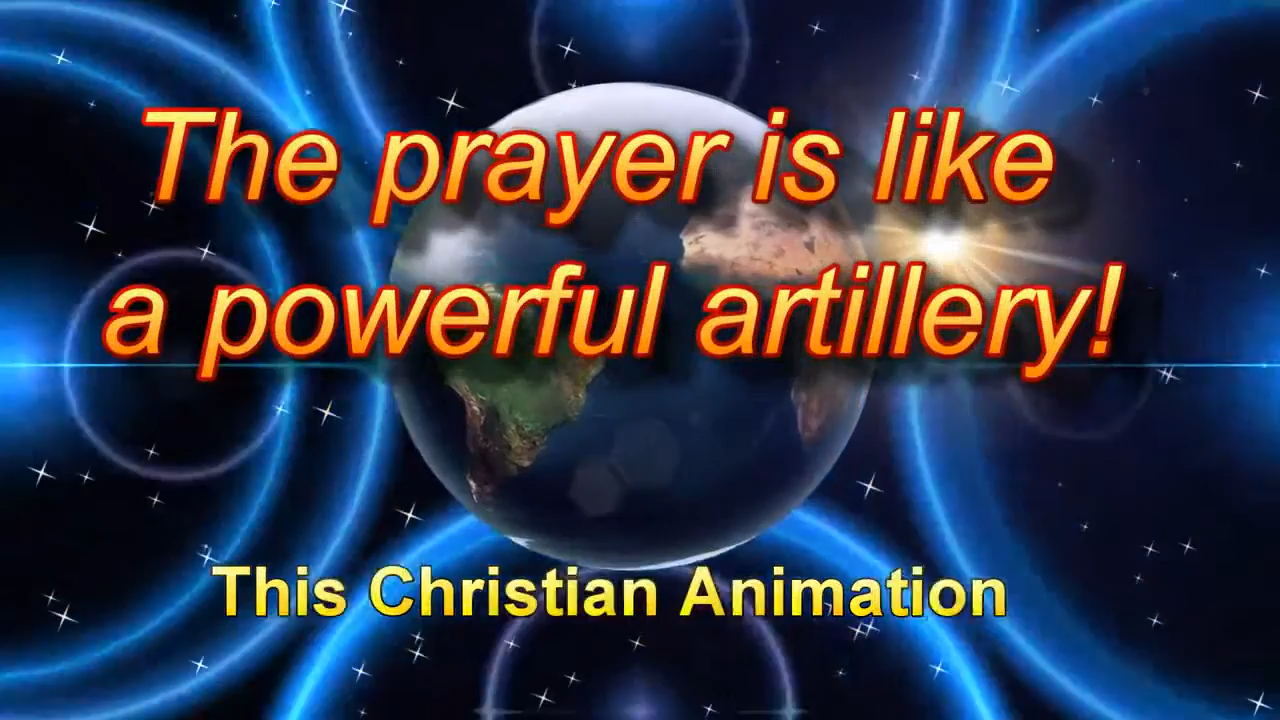 The prayer is like
a powerful artillery!
This Christian Animation